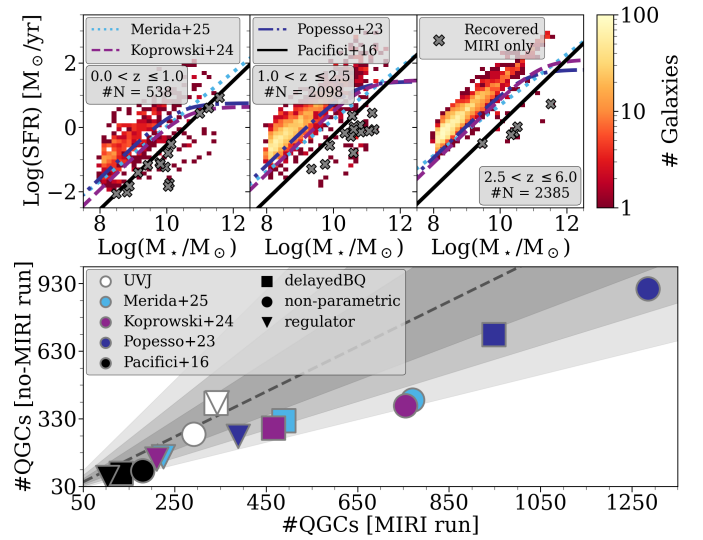 Merida+25
Koprowski+24
Popesso+23
Pacifici+16
Recovered
MIRI only
0.0 < z ≤1.0
#N = 538
1.0 < z ≤ 2.5
#N = 2098
2.5 < z ≤6.0
#N = 2385
Log(SFR) [M⊙/yr]
2
0
−2
8
10
12
8
10
12
8
10
12
Log(M⋆/M⊙)
Log(M⋆/M⊙)
Log(M⋆/M⊙)
100
10
1
# Galaxies
UVJ
Merida+25
Koprowski+24
Popesso+23
Pacifici+16
delayedBQ
non-parametric
regulator
#QGCs [no-MIRI run]
930
630
330
30
50
250
450
650
850
1050
1250
#QGCs [MIRI run]